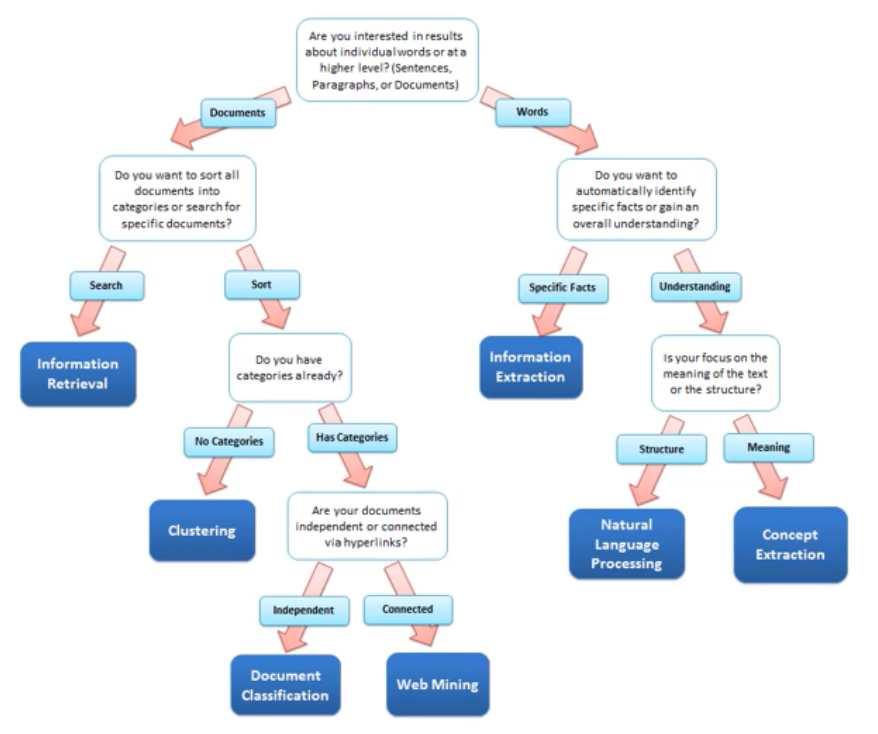 Are you interested in results
about individual words or at a
higher level? (Sentences,
Paragraphs, or Documents)
Documents
Words
Do you want to sort all
documents into
categories or search for
specific documents?
Do you want to
automatically identify
specific facts or gain an
overall understanding?
Search
Sort
Specific Facts
Understanding
Information
Retrieval
Do you have
categories already?
Information
Extraction
Is your focus on the
meaning of the text
or the structure?
No Categories
Has Categories
Structure
Meaning
Clustering
Are your documents
independent or connected
via hyperlinks?
Natural
Language
Processing
Concept
Extraction
Independent
Connected
Document
Classification
Web Mining